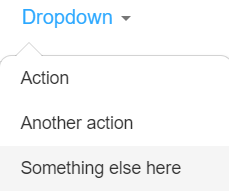 Dropdown
Action
Another action
Something else here